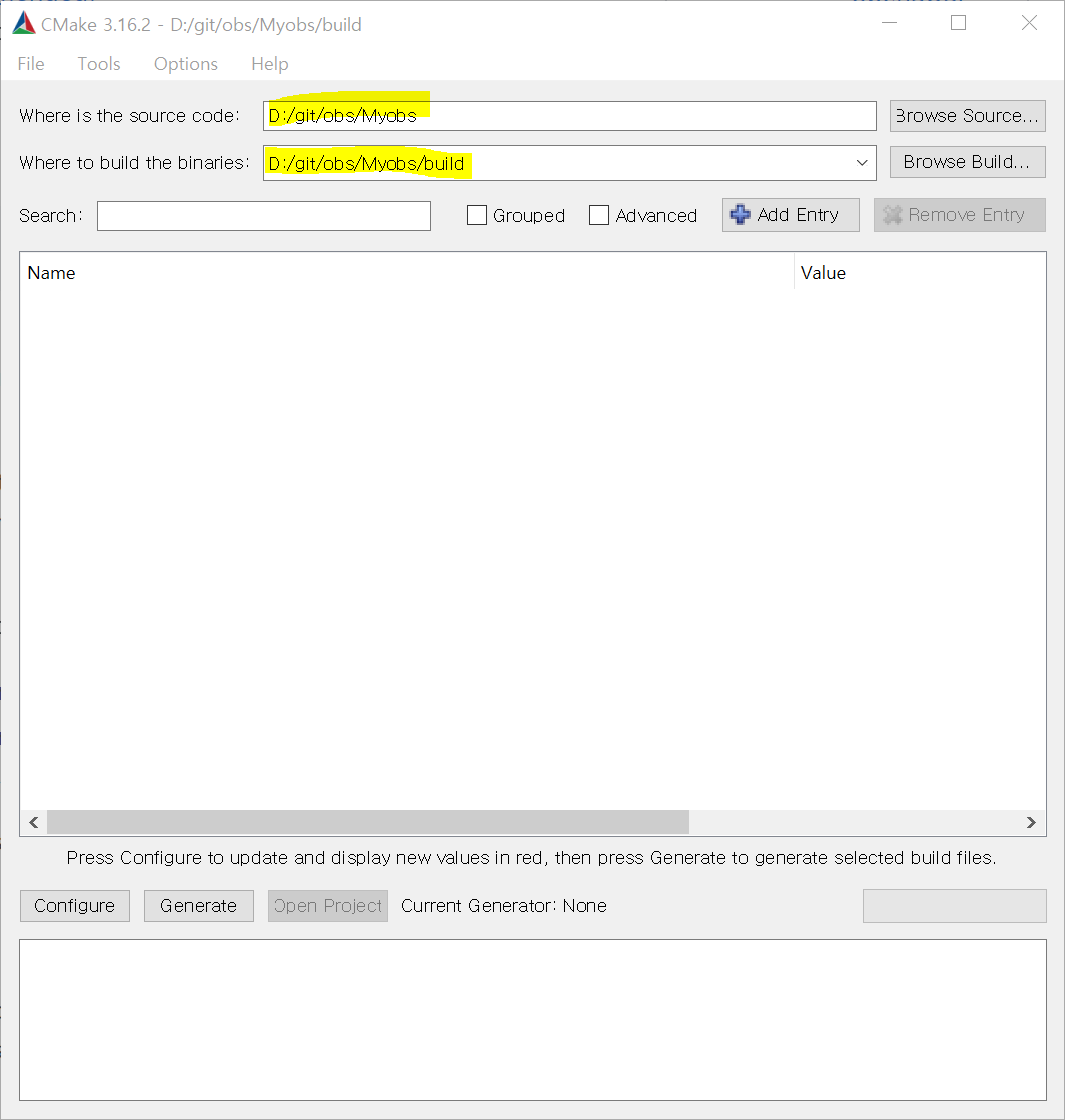 CMake 3.16.2 - D:/git/obs/Myobs/build
File Tools Options Help
Where is the source code: D:/git/obs/Myobs Browse Source...
Where to build the binaries: D:/git/obs/Myobs/build Browse Build...
Search: Grouped Advanced Add Entry Remove Entry
Name Value
Press Configure to update and display new values in red, then press Generate to generate selected build files.
Configure Generate Open Project Current Generator: None